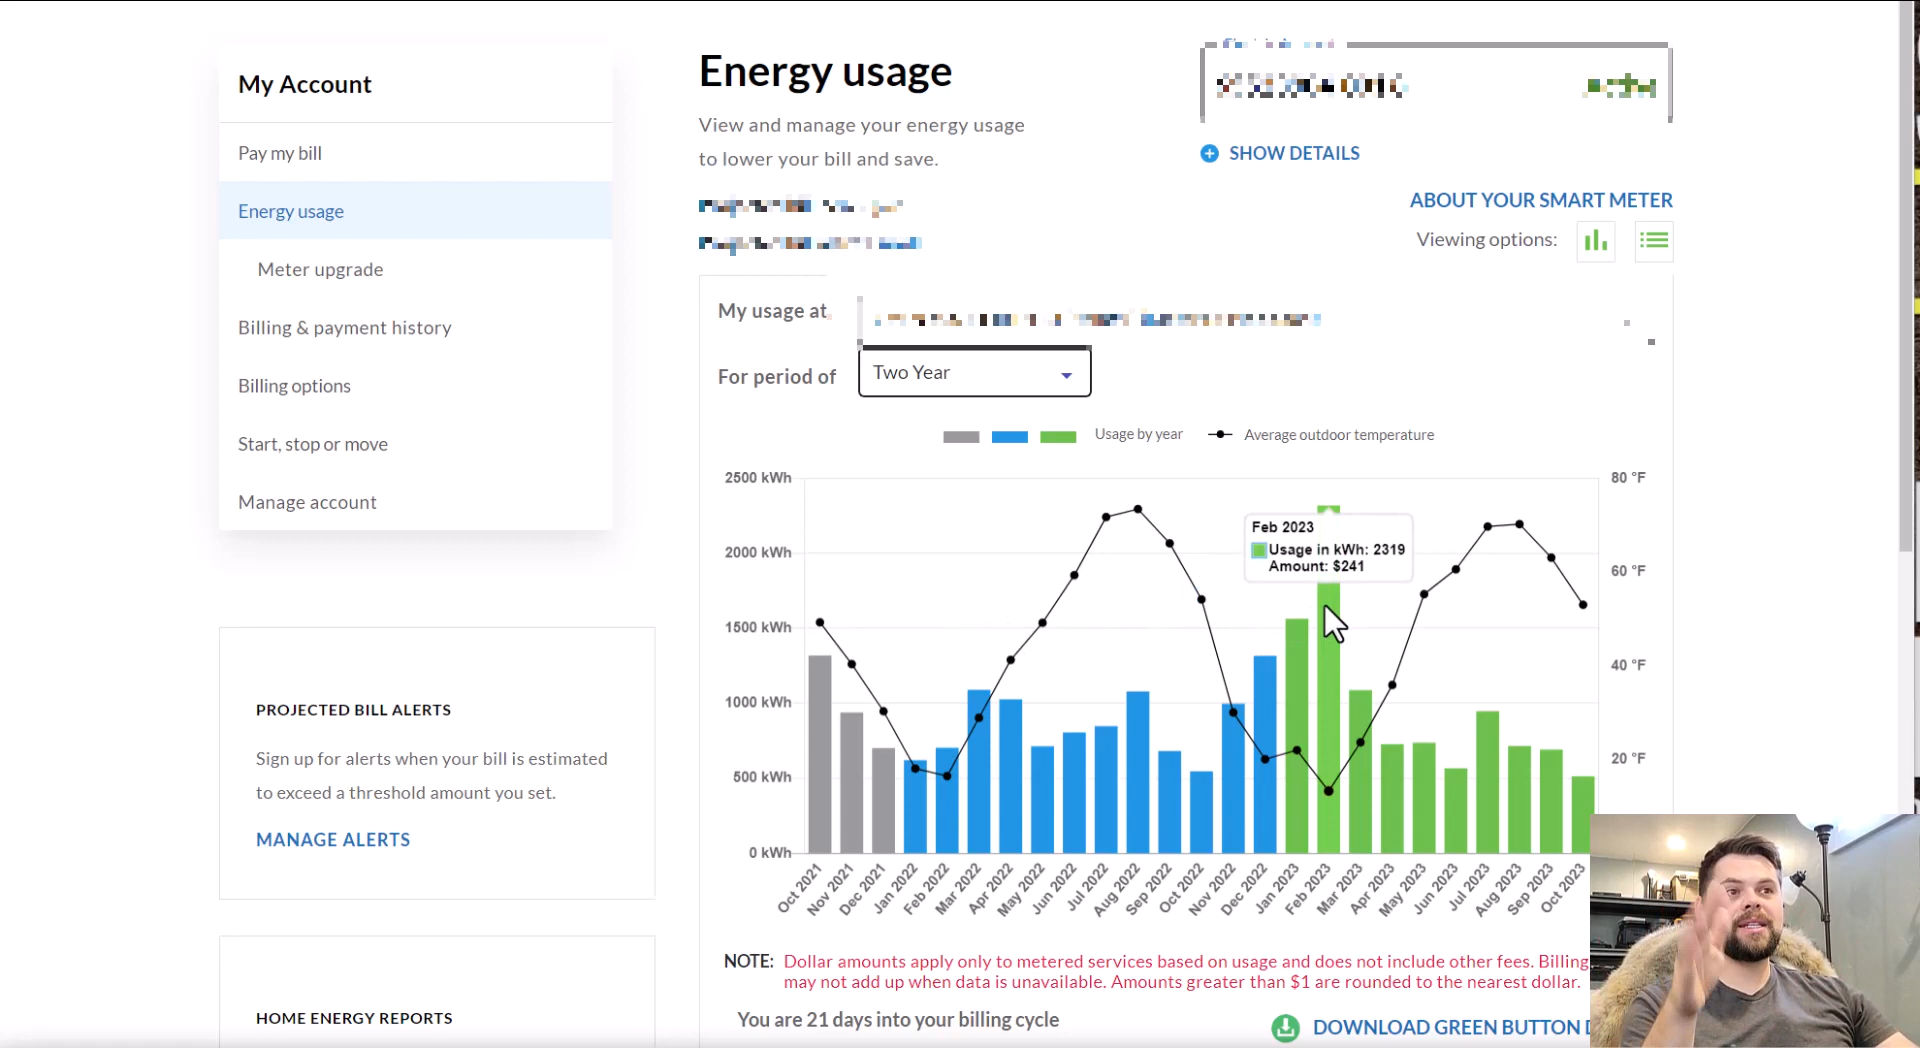 My Account
Pay my bill
Energy usage
Meter upgrade
Billing & payment history
Billing options
Start, stop or move
Manage account
PROJECTED BILL ALERTS
Sign up for alerts when your bill is estimated
to exceed a threshold amount you set.
MANAGE ALERTS
HOME ENERGY REPORTS
Energy usage
View and manage your energy usage
to lower your bill and save.
SHOW DETAILS
ABOUT YOUR SMART METER
Viewing options:
My usage at
For period of
Two Year
Usage by year
Average outdoor temperature
2500 kWh
2000 kWh
1500 kWh
1000 kWh
500 kWh
0 kWh
80 °F
60 °F
40 °F
20 °F
Feb 2023
Usage in kWh: 2319
Amount: $241
Oct 2021
Nov 2021
Dec 2021
Jan 2022
Feb 2022
Mar 2022
Apr 2022
May 2022
Jun 2022
Jul 2022
Aug 2022
Sep 2022
Oct 2022
Nov 2022
Dec 2022
Jan 2023
Feb 2023
Mar 2023
Apr 2023
May 2023
Jun 2023
Jul 2023
Aug 2023
Sep 2023
Oct 2023
NOTE: Dollar amounts apply only to metered services based on usage and does not include other fees. Billing
may not add up when data is unavailable. Amounts greater than $1 are rounded to the nearest dollar.
You are 21 days into your billing cycle
DOWNLOAD GREEN BUTTON